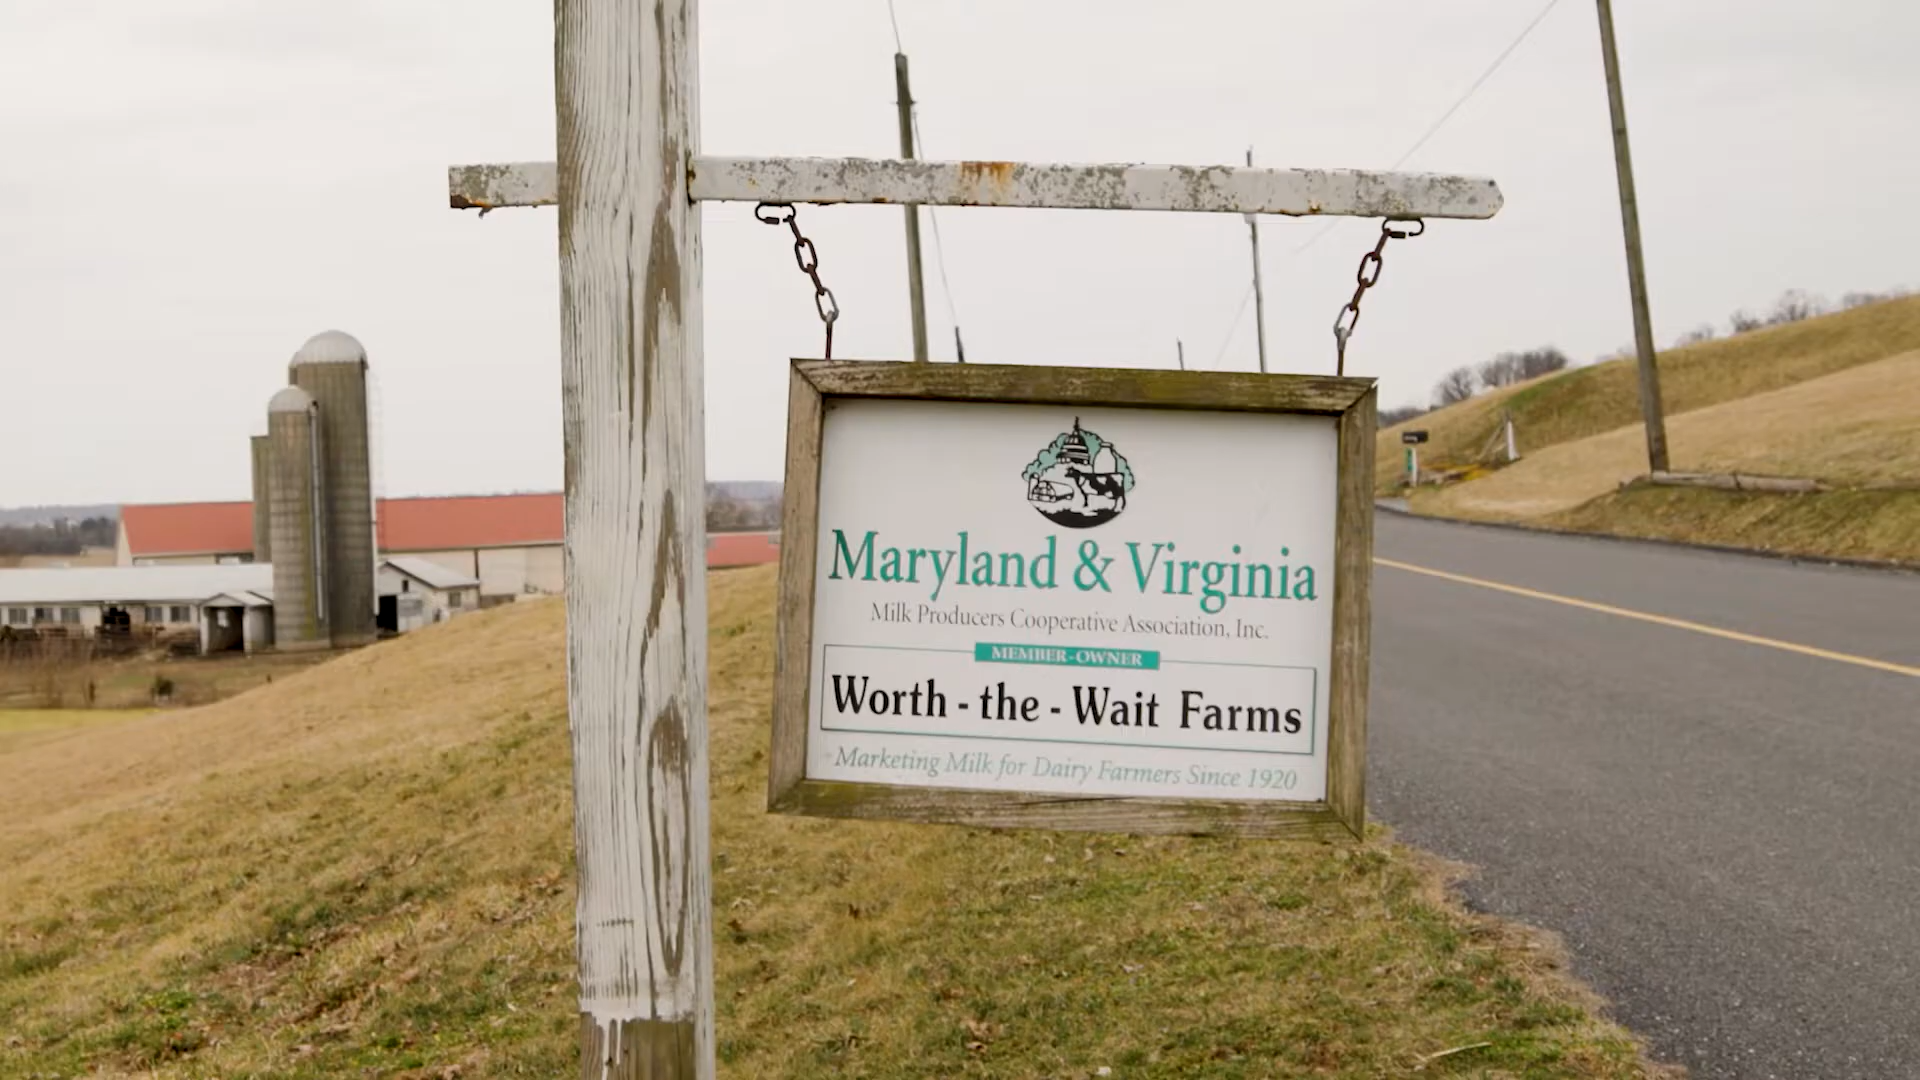 Maryland & Virginia
Milk Producers Cooperative Association, Inc.
MEMBER-OWNER
Worth - the - Wait Farms
Marketing Milk for Dairy Farmers Since 1920